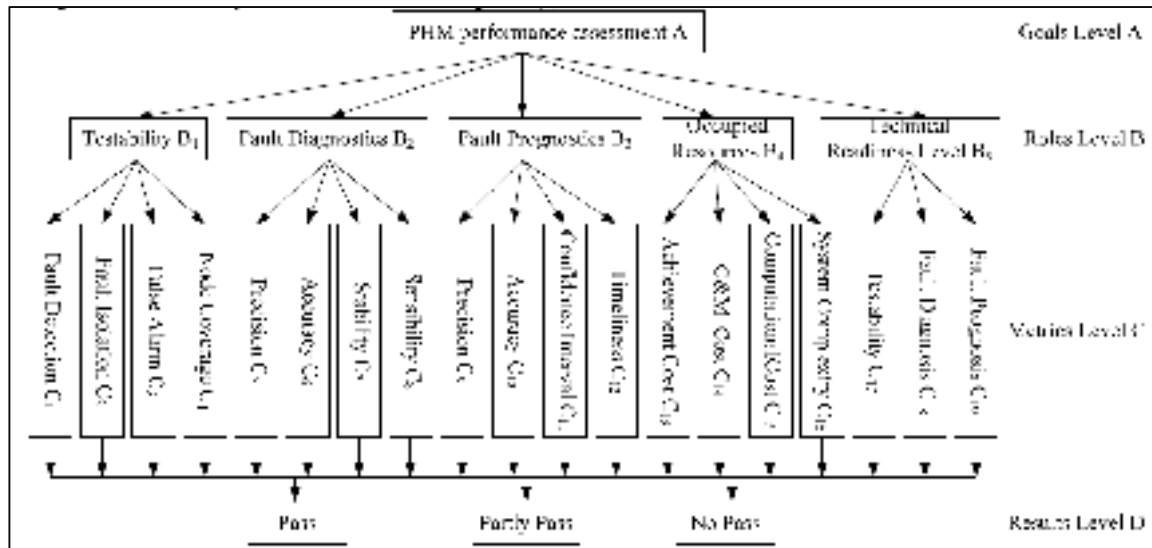 PHM performance assessment A
Goals Level A
Testability B₁
Fault Diagnostics B₂
Fault Prognostics B₃
Occupied
Resources B₄
Technical
Readiness Level B₅
Roles Level B
Fault Detection C₁
Fault Isolation C₂
False Alarm C₃
Coverage C₄
Precision C₅
Accuracy C₆
Stability C₇
Sensibility C₈
Precision C₉
Accuracy C₁₀
Confidence Interval C₁₁
Timeliness C₁₂
Achievement Cost C₁₃
O&M Cost C₁₄
Computation Cost C₁₅
System Complexity C₁₆
Testability C₁₇
Fault Diagnosis C₁₈
Fault Prognosis C₁₉
Metrics Level C
Pass
Partly Pass
No Pass
Results Level D